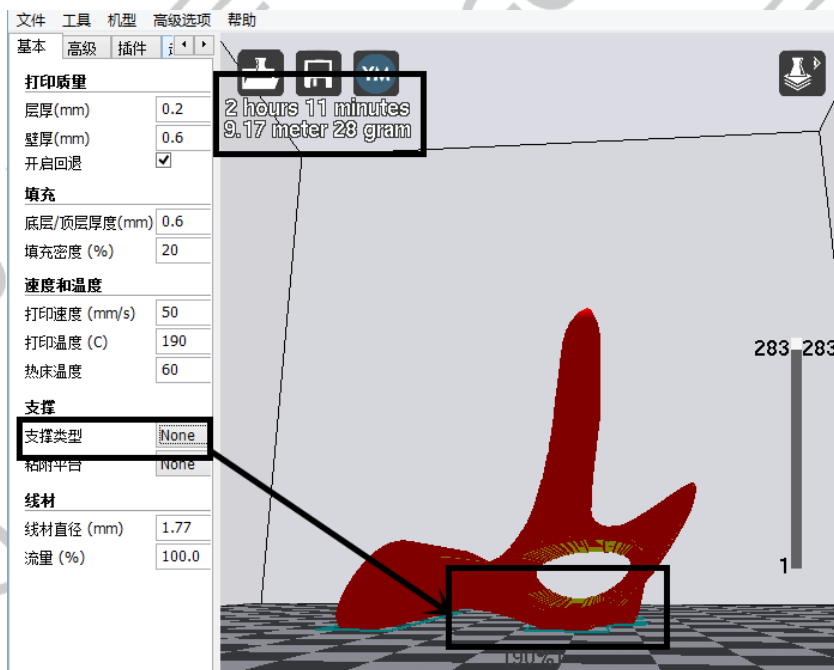 文件 工具 机型 高级选项 帮助
基本 高级 插件
YM
2 hours 11 minutes
9.17 meter 28 gram
打印质量
层厚(mm) 0.2
壁厚(mm) 0.6
开启回退
填充
底层/顶层厚度(mm) 0.6
填充密度 (%) 20
速度和温度
打印速度 (mm/s) 50
打印温度 (C) 190
热床温度 60
支撑
支撑类型 None
粘附平台 None
线材
线材直径 (mm) 1.77
流量 (%) 100.0
283 283
1